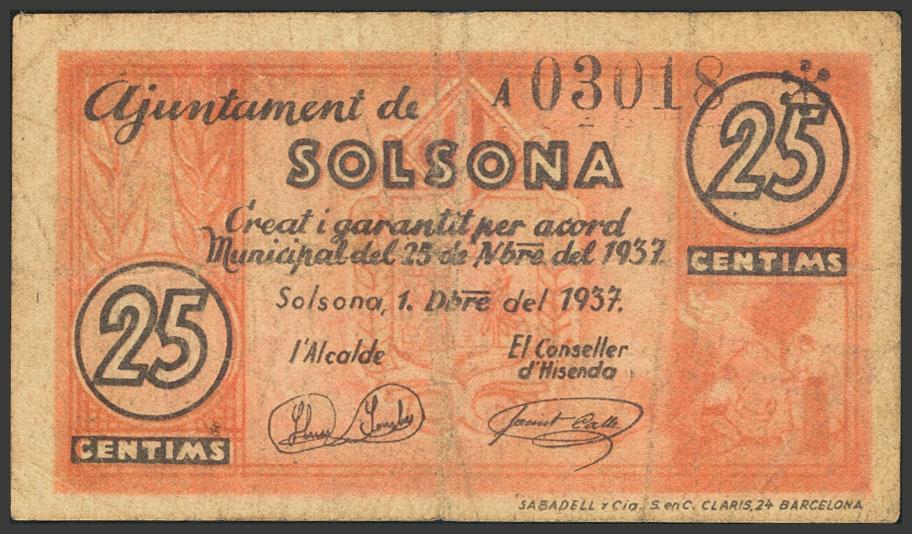 Ajuntament de
A 03018
SOLSONA
25
CENTIMS
Creat i garantit per acord
Municipal del 25 de Nbre del 1937.
Solsona, 1. Dbre del 1937.
25
CENTIMS
l'Alcalde
El Conseller
d'Hisenda
SABADELL y Cia. S. en C. CLARIS, 24 BARCELONA